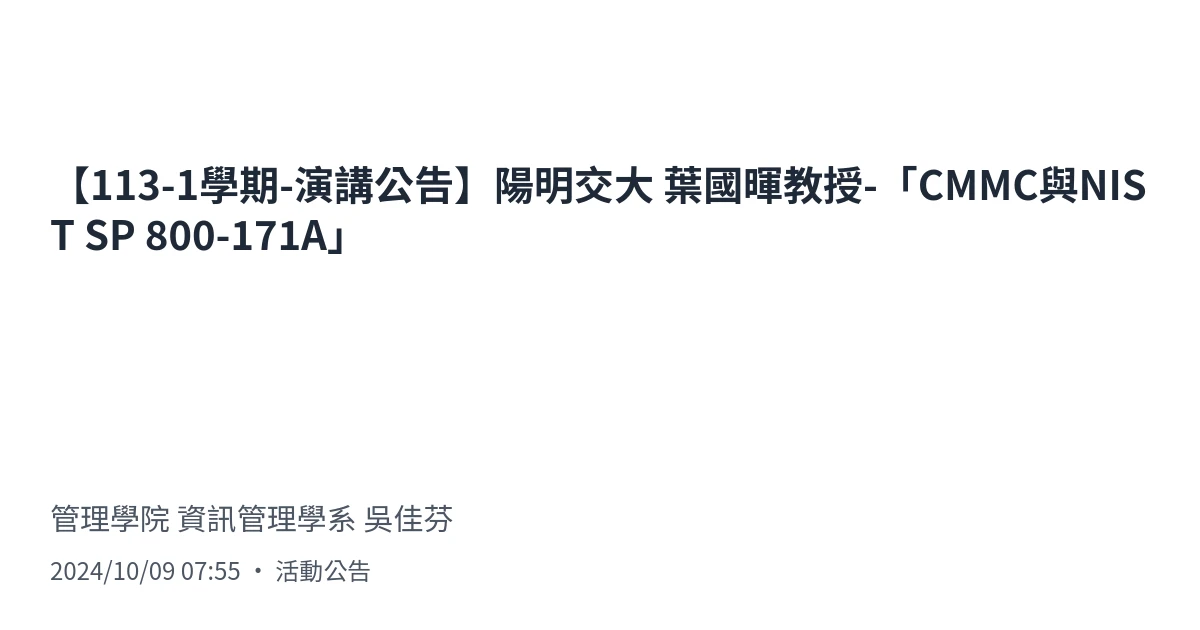 【113-1學期-演講公告】陽明交大 葉國暉教授-「CMMC與NIS
T SP 800-171A」
管理學院 資訊管理學系 吳佳芬
2024/10/09 07:55 • 活動公告